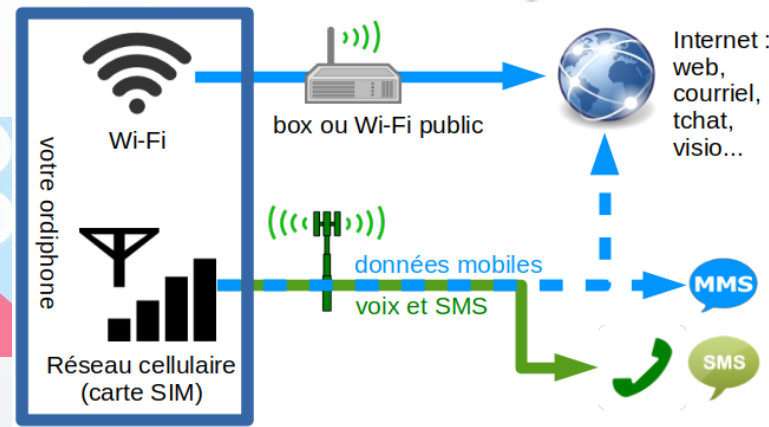 Wi-Fi
box ou Wi-Fi public
Internet :
web,
courriel,
tchat,
visio...
votre ordiphone
données mobiles
voix et SMS
MMS
SMS
Réseau cellulaire
(carte SIM)